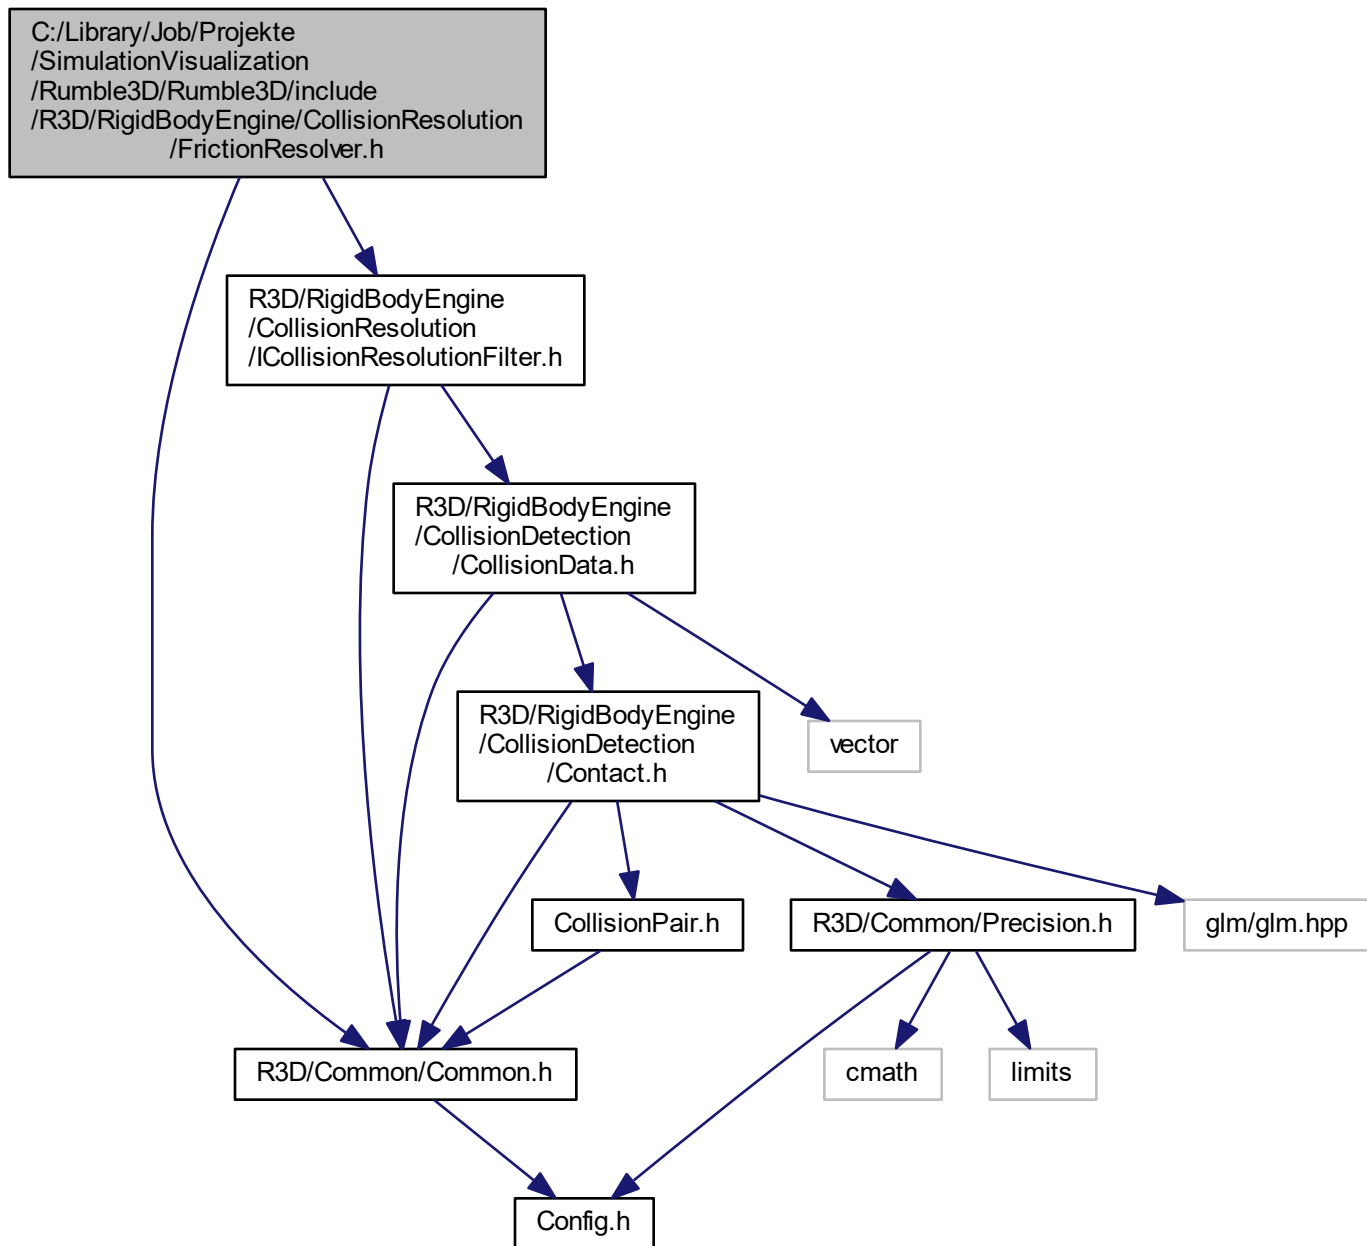 C:/Library/Job/Projekte
/SimulationVisualization
/Rumble3D/Rumble3D/include
/R3D/RigidBodyEngine/CollisionResolution
/FrictionResolver.h
R3D/RigidBodyEngine
/CollisionResolution
/ICollisionResolutionFilter.h
R3D/RigidBodyEngine
/CollisionDetection
/CollisionData.h
R3D/RigidBodyEngine
/CollisionDetection
/Contact.h
vector
CollisionPair.h
R3D/Common/Precision.h
glm/glm.hpp
R3D/Common/Common.h
cmath
limits
Config.h